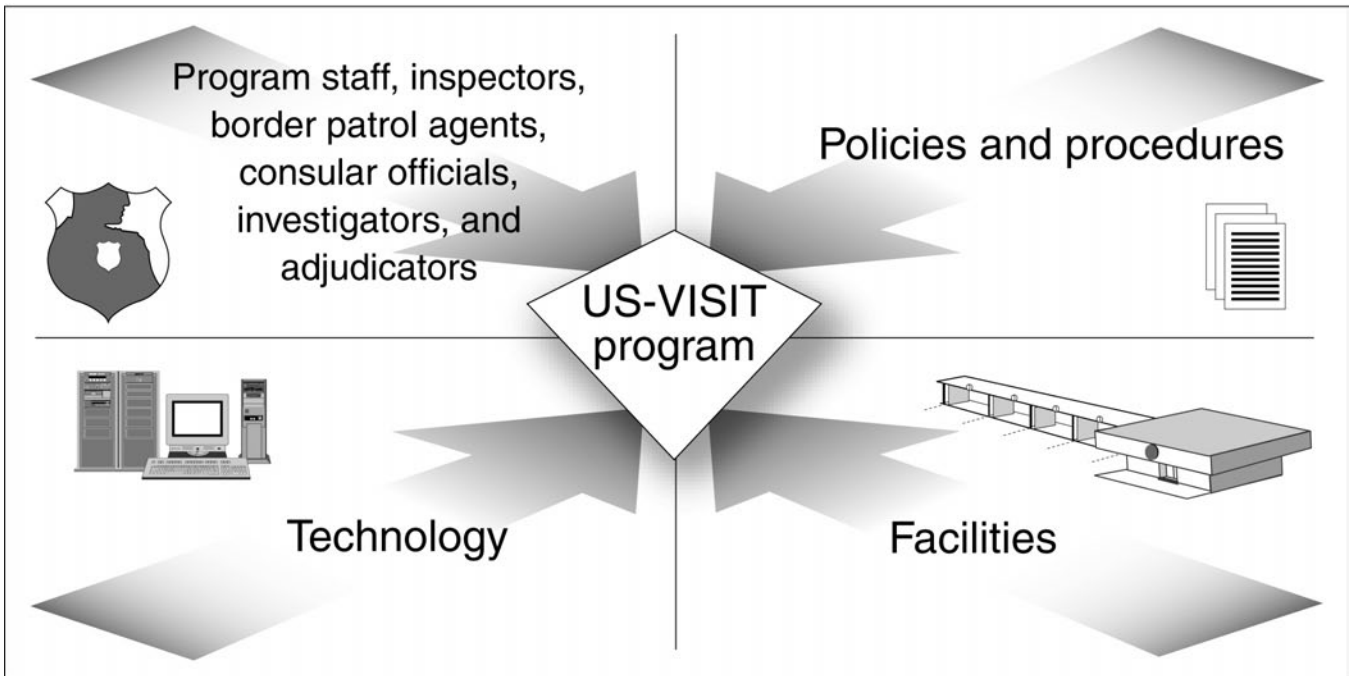 Program staff, inspectors,
border patrol agents,
consular officials,
investigators, and
adjudicators
Policies and procedures
US-VISIT
program
Technology
Facilities